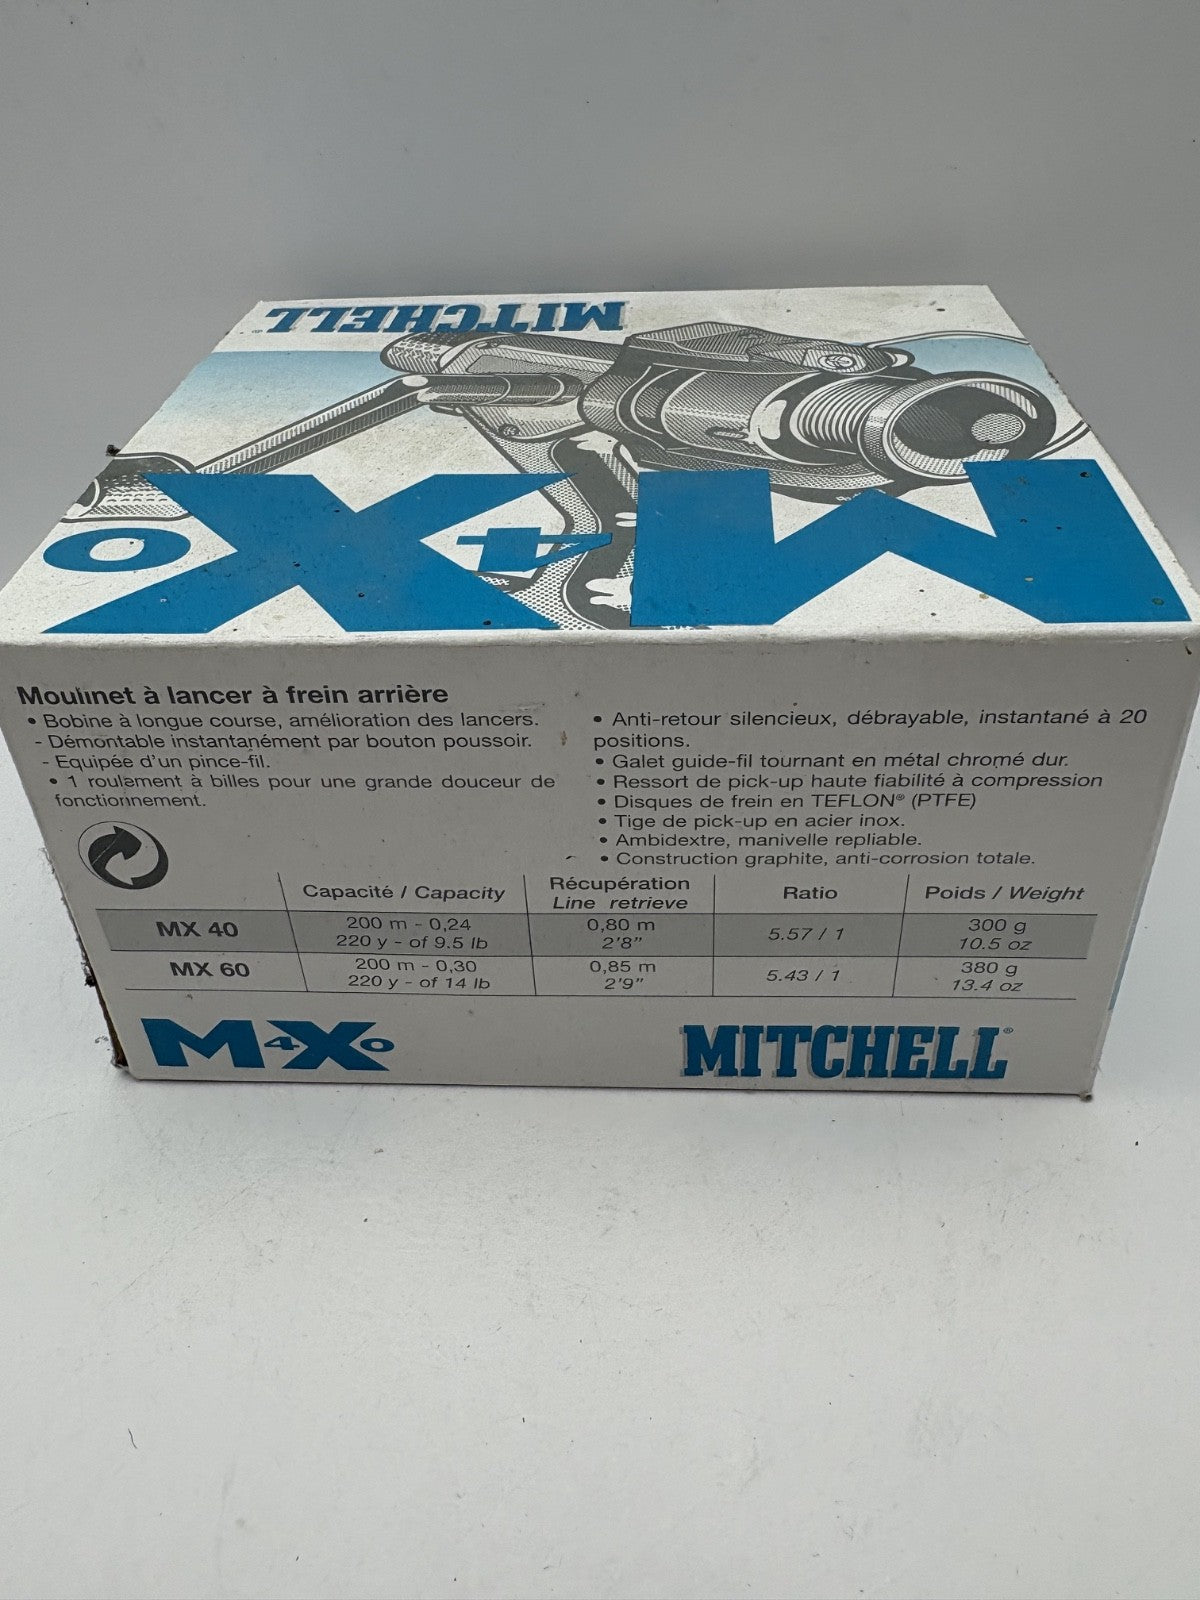 MITCHELL®
MX
40
Moulinet à lancer à frein arrière
• Bobine à longue course, amélioration des lancers.
- Démontable instantanément par bouton poussoir.
- Equipée d'un pince-fil.
• 1 roulement à billes pour une grande douceur de
fonctionnement.
• Anti-retour silencieux, débrayable, instantané à 20
positions.
• Galet guide-fil tournant en métal chromé dur.
• Ressort de pick-up haute fiabilité à compression
• Disques de frein en TEFLON® (PTFE)
• Tige de pick-up en acier inox.
• Ambidextre, manivelle repliable.
• Construction graphite, anti-corrosion totale.
Capacité / Capacity
Récupération
Line retrieve
Ratio
Poids / Weight
MX 40
200 m - 0,24
220 y - of 9.5 lb
0,80 m
2'8"
5.57 / 1
300 g
10.5 oz
MX 60
200 m - 0,30
220 y - of 14 lb
0,85 m
2'9"
5.43 / 1
380 g
13.4 oz
M4X0
MITCHELL®